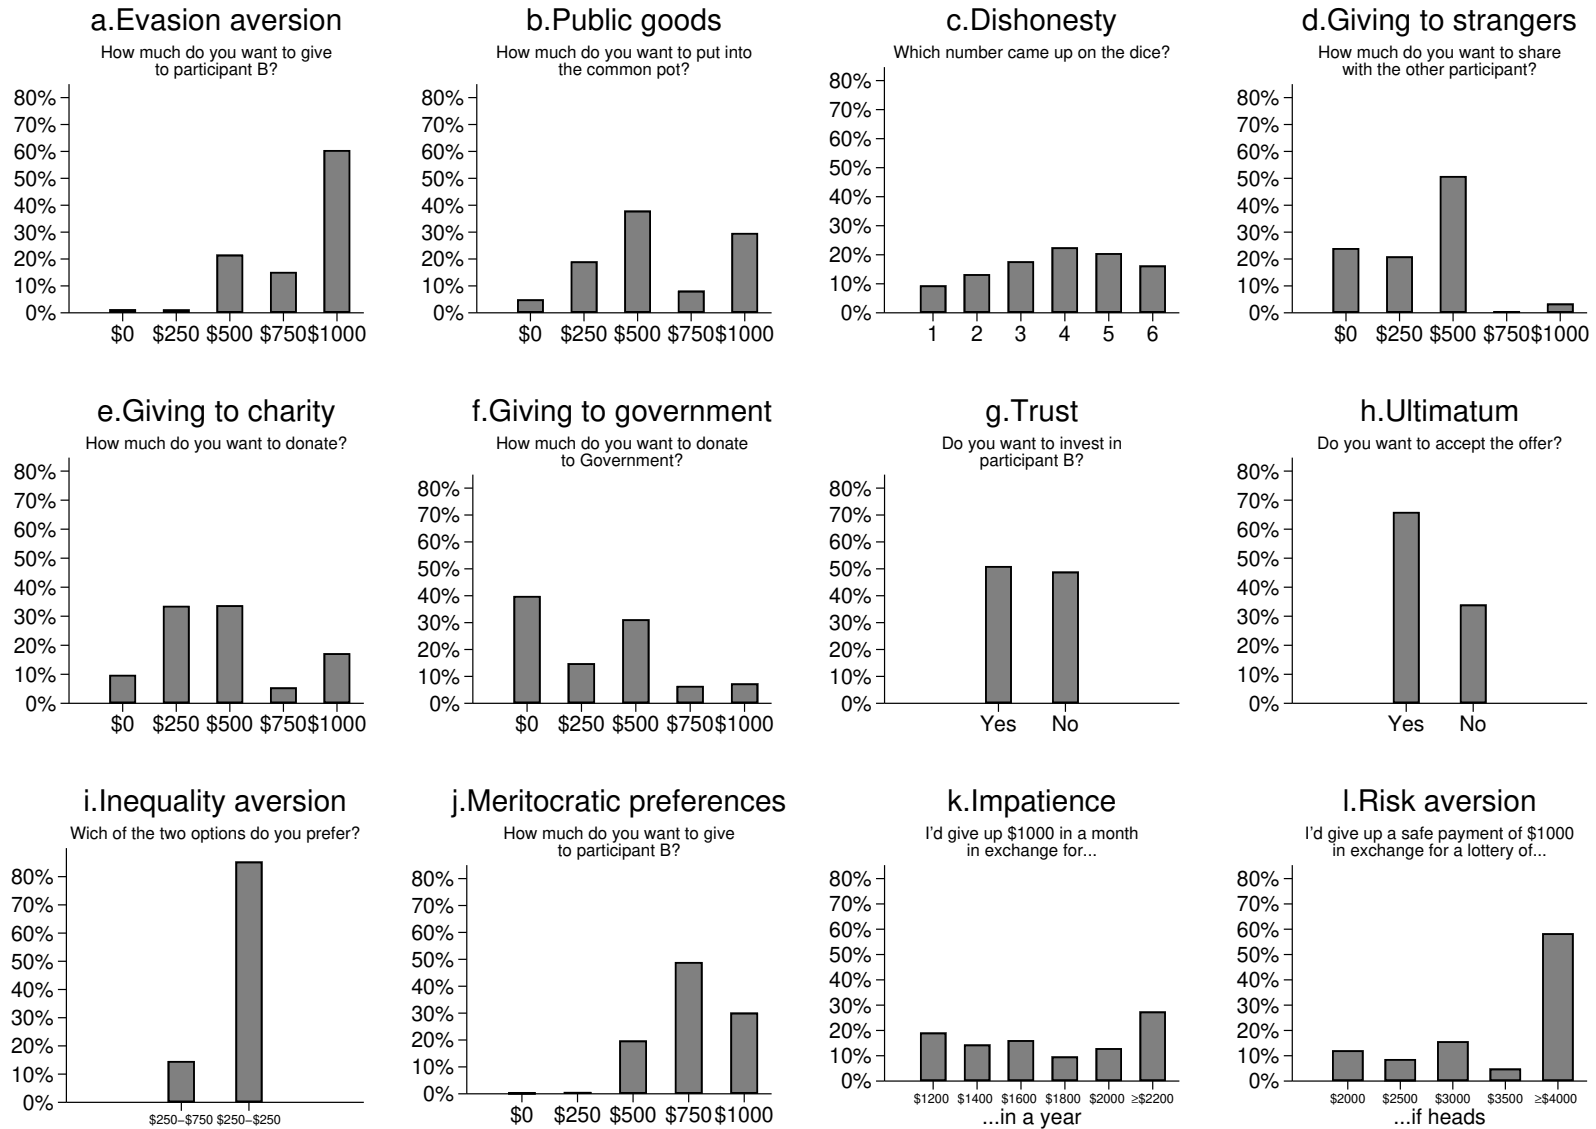 a.Evasion aversion
How much do you want to give
to participant B?
80%
70%
60%
50%
40%
30%
20%
10%
0%
$0 $250 $500 $750 $1000
b.Public goods
How much do you want to put into
the common pot?
80%
70%
60%
50%
40%
30%
20%
10%
0%
$0 $250 $500 $750 $1000
c.Dishonesty
Which number came up on the dice?
80%
70%
60%
50%
40%
30%
20%
10%
0%
1 2 3 4 5 6
d.Giving to strangers
How much do you want to share
with the other participant?
80%
70%
60%
50%
40%
30%
20%
10%
0%
$0 $250 $500 $750 $1000
e.Giving to charity
How much do you want to donate?
80%
70%
60%
50%
40%
30%
20%
10%
0%
$0 $250 $500 $750 $1000
f.Giving to government
How much do you want to donate
to Government?
80%
70%
60%
50%
40%
30%
20%
10%
0%
$0 $250 $500 $750 $1000
g.Trust
Do you want to invest in
participant B?
80%
70%
60%
50%
40%
30%
20%
10%
0%
Yes No
h.Ultimatum
Do you want to accept the offer?
80%
70%
60%
50%
40%
30%
20%
10%
0%
Yes No
i.Inequality aversion
Wich of the two options do you prefer?
80%
70%
60%
50%
40%
30%
20%
10%
0%
$250−$750 $250−$250
j.Meritocratic preferences
How much do you want to give
to participant B?
80%
70%
60%
50%
40%
30%
20%
10%
0%
$0 $250 $500 $750 $1000
k.Impatience
I'd give up $1000 in a month
in exchange for...
80%
70%
60%
50%
40%
30%
20%
10%
0%
$1200 $1400 $1600 $1800 $2000 ≥$2200
...in a year
l.Risk aversion
I'd give up a safe payment of $1000
in exchange for a lottery of...
80%
70%
60%
50%
40%
30%
20%
10%
0%
$2000 $2500 $3000 $3500 ≥$4000
...if heads